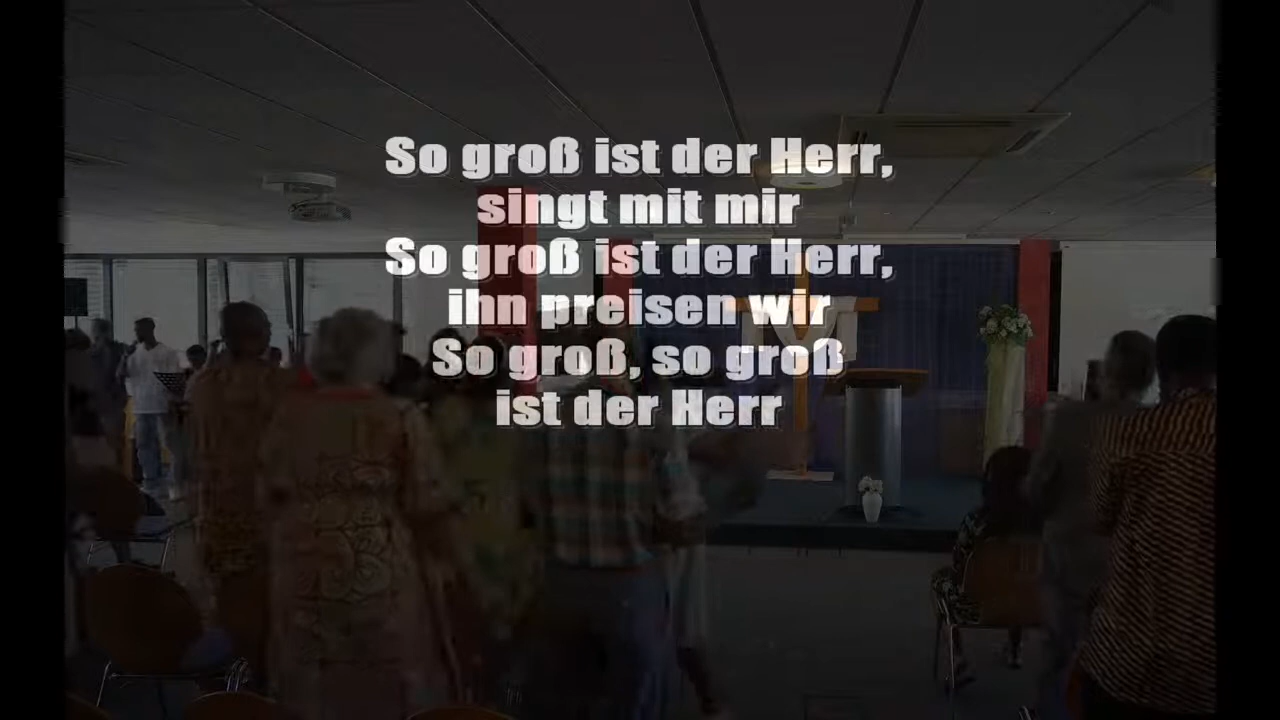 So groß ist der Herr,
singt mit mir
So groß ist der Herr,
ihn preisen wir
So groß, so groß
ist der Herr